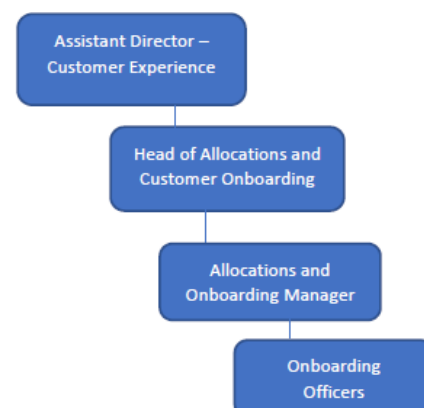 Assistant Director –
Customer Experience
Head of Allocations and
Customer Onboarding
Allocations and
Onboarding Manager
Onboarding
Officers